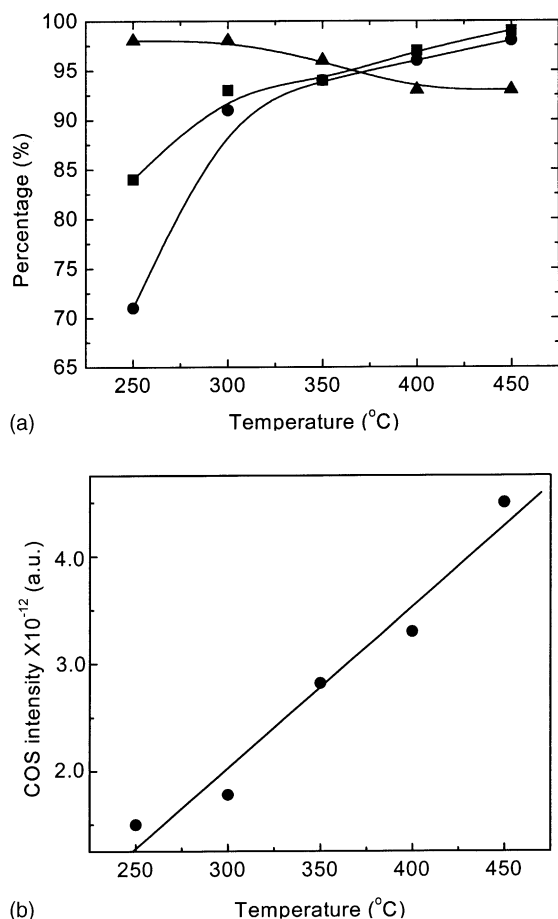 100
95
90
85
80
75
70
65
Percentage (%)
250 300 350 400 450
Temperature (°C)
(a)
4.0
3.0
2.0
COS intensity X10⁻¹² (a.u.)
250 300 350 400 450
Temperature (°C)
(b)